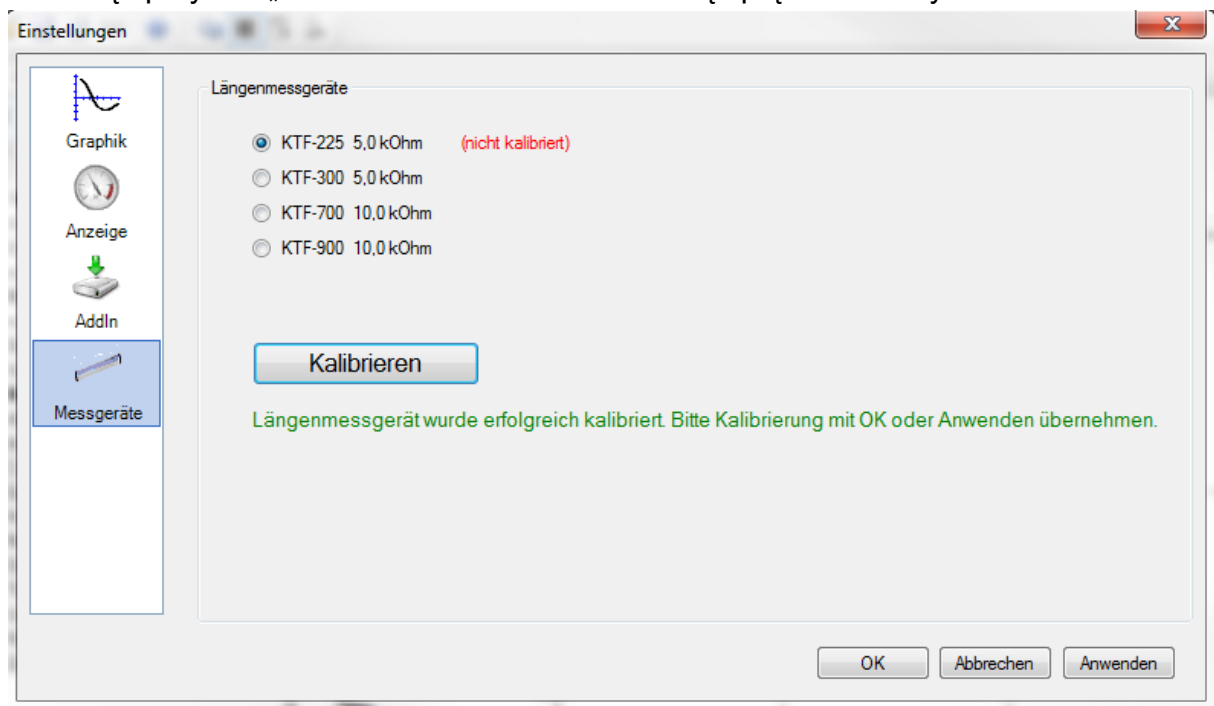 Einstellungen
Längenmessgeräte
Graphik
Anzeige
AddIn
Messgeräte
KTF-225 5,0 kOhm (nicht kalibriert)
KTF-300 5,0 kOhm
KTF-700 10,0 kOhm
KTF-900 10,0 kOhm
Kalibrieren
Längenmessgerät wurde erfolgreich kalibriert. Bitte Kalibrierung mit OK oder Anwenden übernehmen.
OK Abbrechen Anwenden